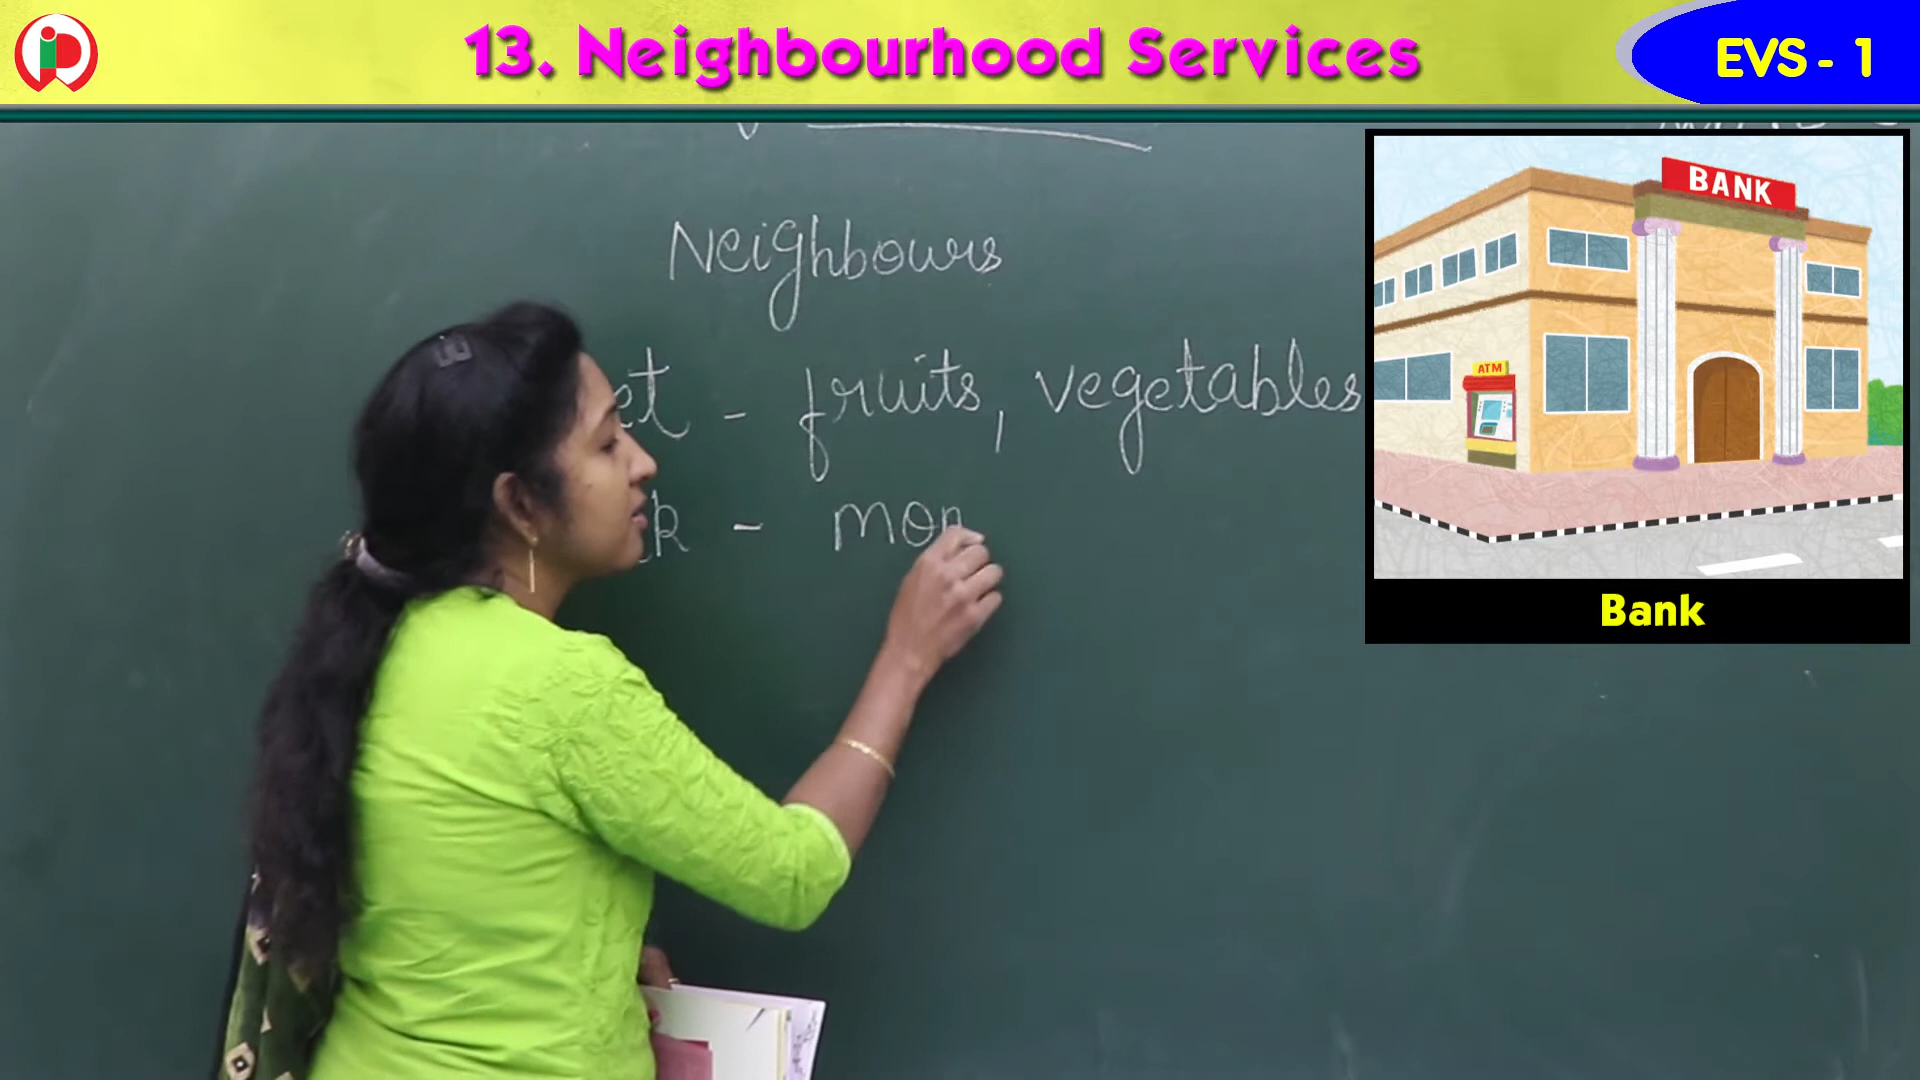 13. Neighbourhood Services
EVS - 1
Neighbours
et - fruits, vegetables
k - mon
BANK
ATM
Bank